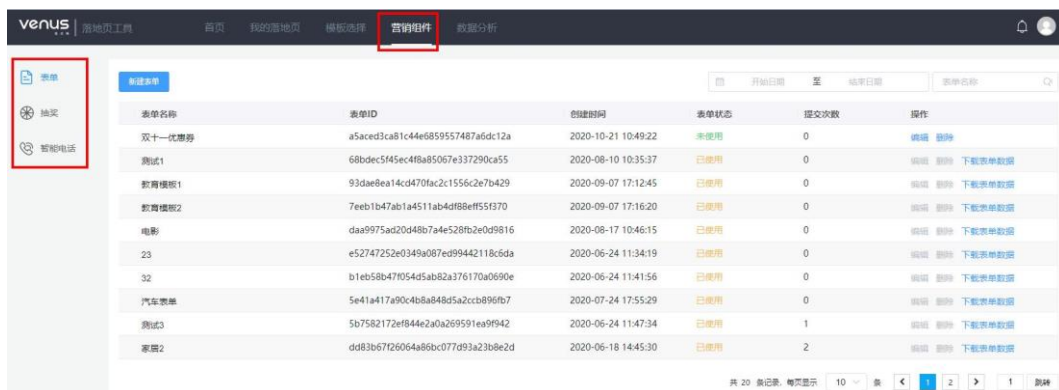 venus 落地页工具 首页 我的落地页 模板选择 营销组件 数据分析
表单
抽奖
智能电话
新建表单 开始日期 至 结束日期 表单名称
表单名称 表单ID 创建时间 表单状态 提交次数 操作
双十一优惠券 a5aced3ca81c44e6859557487a6dc12a 2020-10-21 10:49:22 未使用 0 编辑 删除
测试1 68bdec5f45ec4f8a85067e337290ca55 2020-08-10 10:35:37 已使用 0 编辑 删除 下载表单数据
教育模板1 93dae8ea14cd470fac2c1556c2e7b429 2020-09-07 17:12:45 已使用 0 编辑 删除 下载表单数据
教育模板2 7eeb1b47ab1a4511ab4df88eff55f370 2020-09-07 17:16:20 已使用 0 编辑 删除 下载表单数据
电影 daa9975ad20d48b7a4e528fb2e0d9816 2020-08-17 10:46:15 已使用 0 编辑 删除 下载表单数据
23 e52747252e0349a087ed99442118c6da 2020-06-24 11:34:19 已使用 0 编辑 删除 下载表单数据
32 b1eb58b47f054d5ab82a376170a0690e 2020-06-24 11:41:56 已使用 0 编辑 删除 下载表单数据
汽车表单 5e41a417a90c4b8a848d5a2ccb896fb7 2020-07-24 17:55:29 已使用 0 编辑 删除 下载表单数据
测试3 5b7582172ef844e2a0a269591ea9f942 2020-06-24 11:47:34 已使用 1 编辑 删除 下载表单数据
家居2 dd83b67f26064a86bc077d93a23b8e2d 2020-06-18 14:45:30 已使用 2 编辑 删除 下载表单数据
共 20 条记录, 每页显示 10 条 1 2 1 跳转